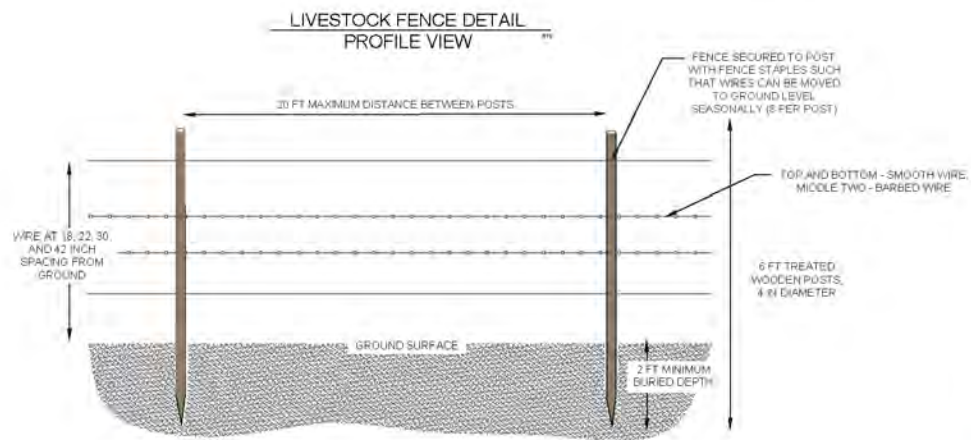 LIVESTOCK FENCE DETAIL
PROFILE VIEW
FENCE SECURED TO POST
WITH FENCE STAPLES SUCH
THAT WIRES CAN BE MOVED
TO GROUND LEVEL
SEASONALLY (8 PER POST)
20 FT MAXIMUM DISTANCE BETWEEN POSTS
TOP AND BOTTOM - SMOOTH WIRE,
MIDDLE TWO - BARBED WIRE
WIRE AT 18, 22, 30,
AND 42 INCH
SPACING FROM
GROUND
6 FT TREATED
WOODEN POSTS,
4 IN DIAMETER
GROUND SURFACE
2 FT MINIMUM
BURIED DEPTH